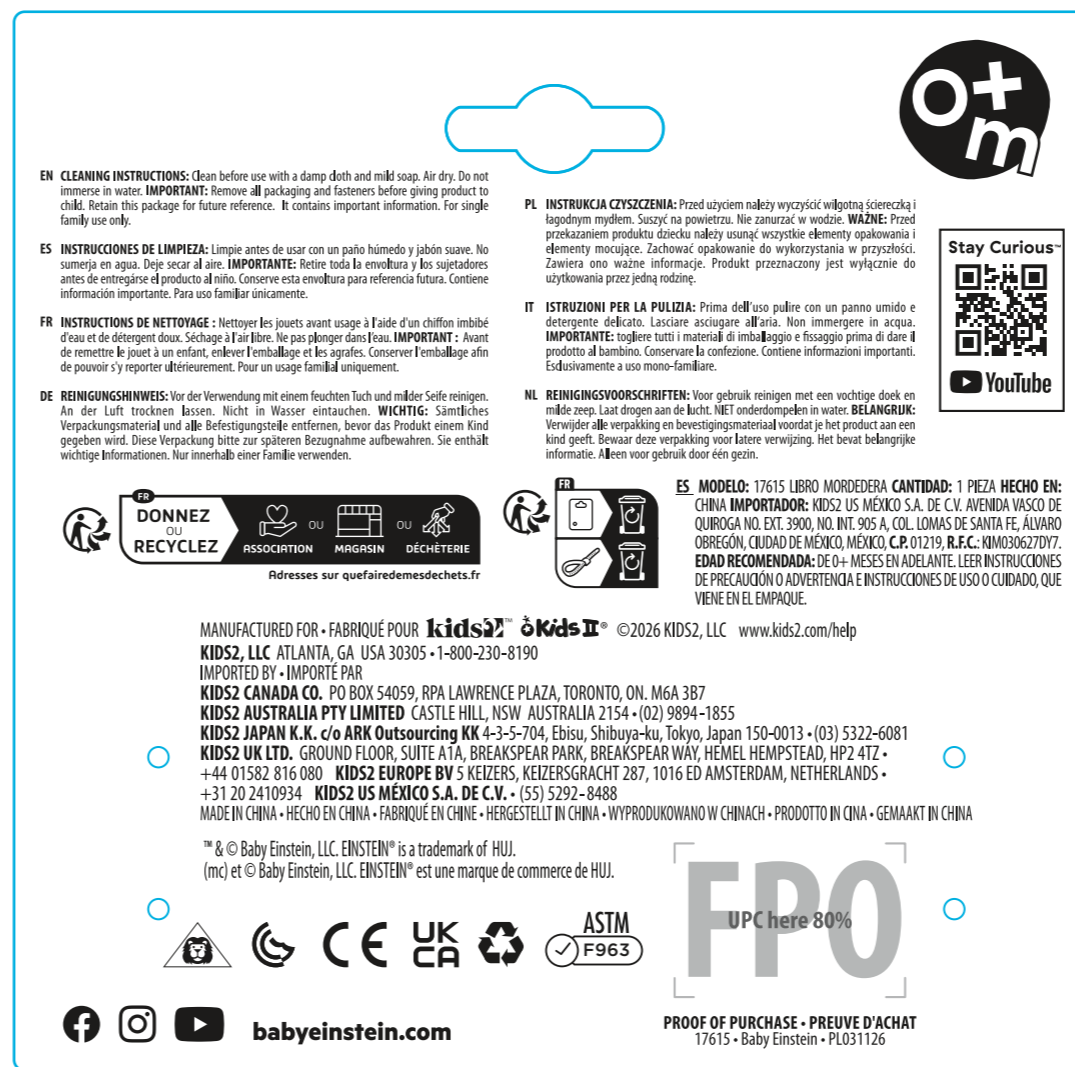 o+m
EN CLEANING INSTRUCTIONS: Clean before use with a damp cloth and mild soap. Air dry. Do not
immerse in water. IMPORTANT: Remove all packaging and fasteners before giving product to
child. Retain this package for future reference. It contains important information. For single
family use only.
ES INSTRUCCIONES DE LIMPIEZA: Limpie antes de usar con un paño húmedo y jabón suave. No
sumerja en agua. Deje secar al aire. IMPORTANTE: Retire toda la envoltura y los sujetadores
antes de entregárse el producto al niño. Conserve esta envoltura para referencia futura. Contiene
información importante. Para uso familiar únicamente.
FR INSTRUCTIONS DE NETTOYAGE : Nettoyer les jouets avant usage à l'aide d'un chiffon imbibé
d'eau et de détergent doux. Séchage à l'air libre. Ne pas plonger dans l'eau. IMPORTANT : Avant
de remettre le jouet à un enfant, enlever l'emballage et les agrafes. Conserver l'emballage afin
de pouvoir s'y reporter ultérieurement. Pour un usage familial uniquement.
DE REINIGUNGSHINWEIS: Vor der Verwendung mit einem feuchten Tuch und milder Seife reinigen.
An der Luft trocknen lassen. Nicht in Wasser eintauchen. WICHTIG: Sämtliches
Verpackungsmaterial und alle Befestigungsteile entfernen, bevor das Produkt einem Kind
gegeben wird. Diese Verpackung bitte zur späteren Bezugnahme aufbewahren. Sie enthält
wichtige Informationen. Nur innerhalb einer Familie verwenden.
PL INSTRUKCJA CZYSZCZENIA: Przed użyciem należy wyczyścić wilgotną ściereczką i
łagodnym mydłem. Suszyć na powietrzu. Nie zanurzać w wodzie. WAŻNE: Przed
przekazaniem produktu dziecku należy usunąć wszystkie elementy opakowania i
elementy mocujące. Zachować opakowanie do wykorzystania w przyszłości.
Zawiera ono ważne informacje. Produkt przeznaczony jest wyłącznie do
użytkowania przez jedną rodzinę.
IT ISTRUZIONI PER LA PULIZIA: Prima dell'uso pulire con un panno umido e
detergente delicato. Lasciare asciugare all'aria. Non immergere in acqua.
IMPORTANTE: togliere tutti i materiali di imballaggio e fissaggio prima di dare il
prodotto al bambino. Conservare la confezione. Contiene informazioni importanti.
Esclusivamente a uso mono-familiare.
NL REINIGINGSVOORSCHRIFTEN: Voor gebruik reinigen met een vochtige doek en
milde zeep. Laat drogen aan de lucht. NIET onderdompelen in water. BELANGRIJK:
Verwijder alle verpakking en bevestigingsmateriaal voordat je het product aan een
kind geeft. Bewaar deze verpakking voor latere verwijzing. Het bevat belangrijke
informatie. Alleen voor gebruik door één gezin.
Stay Curious™
YouTube
FR
DONNEZ
OU
RECYCLEZ
ASSOCIATION
OU
MAGASIN
OU
DÉCHÈTERIE
Adresses sur quefairedemesdechets.fr
FR
ES MODELO: 17615 LIBRO MORDEDERA CANTIDAD: 1 PIEZA HECHO EN:
CHINA IMPORTADOR: KIDS2 US MÉXICO S.A. DE C.V. AVENIDA VASCO DE
QUIROGA NO. EXT. 3900, NO. INT. 905 A, COL. LOMAS DE SANTA FE, ÁLVARO
OBREGÓN, CIUDAD DE MÉXICO, MÉXICO, C.P. 01219, R.F.C.: KIM030627DY7.
EDAD RECOMENDADA: DE 0+ MESES EN ADELANTE. LEER INSTRUCCIONES
DE PRECAUCIÓN O ADVERTENCIA E INSTRUCCIONES DE USO O CUIDADO, QUE
VIENE EN EL EMPAQUE.
MANUFACTURED FOR • FABRIQUÉ POUR kids2™ Kids II® ©2026 KIDS2, LLC www.kids2.com/help
KIDS2, LLC ATLANTA, GA USA 30305 • 1-800-230-8190
IMPORTED BY • IMPORTÉ PAR
KIDS2 CANADA CO. PO BOX 54059, RPA LAWRENCE PLAZA, TORONTO, ON. M6A 3B7
KIDS2 AUSTRALIA PTY LIMITED CASTLE HILL, NSW AUSTRALIA 2154 • (02) 9894-1855
KIDS2 JAPAN K.K. c/o ARK Outsourcing KK 4-3-5-704, Ebisu, Shibuya-ku, Tokyo, Japan 150-0013 • (03) 5322-6081
KIDS2 UK LTD. GROUND FLOOR, SUITE A1A, BREAKSPEAR PARK, BREAKSPEAR WAY, HEMEL HEMPSTEAD, HP2 4TZ •
+44 01582 816 080 KIDS2 EUROPE BV 5 KEIZERS, KEIZERSGRACHT 287, 1016 ED AMSTERDAM, NETHERLANDS •
+31 20 2410934 KIDS2 US MÉXICO S.A. DE C.V. • (55) 5292-8488
MADE IN CHINA • HECHO EN CHINA • FABRIQUÉ EN CHINE • HERGESTELLT IN CHINA • WYPRODUKOWANO W CHINACH • PRODOTTO IN CINA • GEMAAKT IN CHINA
™ & © Baby Einstein, LLC. EINSTEIN® is a trademark of HUJ.
(mc) et © Baby Einstein, LLC. EINSTEIN® est une marque de commerce de HUJ.
CE
UK
CA
ASTM
F963
FPO
UPC here 80%
babyeinstein.com
PROOF OF PURCHASE • PREUVE D'ACHAT
17615 • Baby Einstein • PL031126